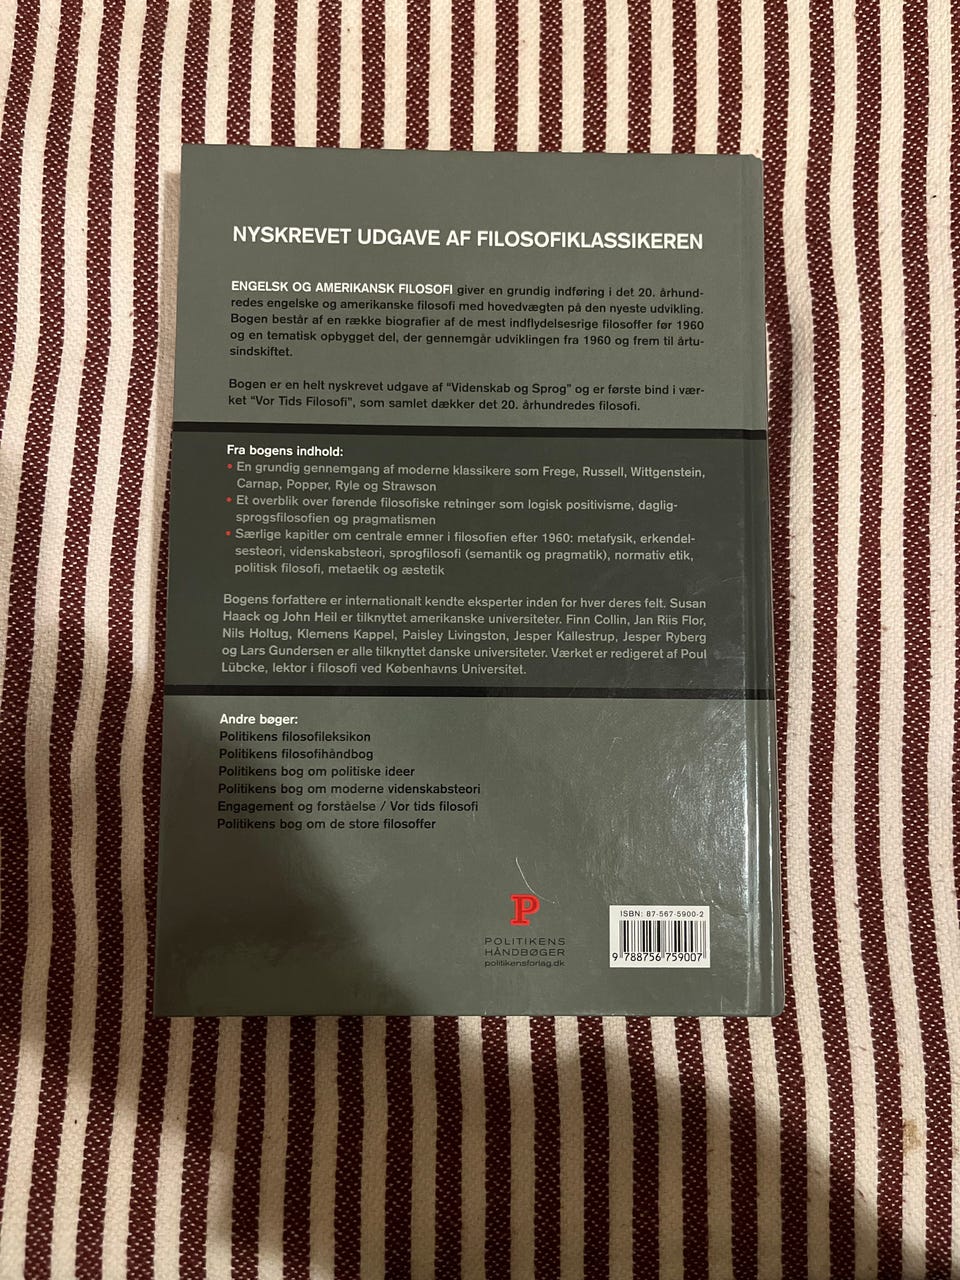 NYSKREVET UDGAVE AF FILOSOFIKLASSIKEREN
ENGELSK OG AMERIKANSK FILOSOFI giver en grundig indføring i det 20. århund-
redes engelske og amerikanske filosofi med hovedvægten på den nyeste udvikling.
Bogen består af en række biografier af de mest indflydelsesrige filosoffer før 1960
og en tematisk opbygget del, der gennemgår udviklingen fra 1960 og frem til årtu-
sindskiftet.
Bogen er en helt nyskrevet udgave af "Videnskab og Sprog" og er første bind i vær-
ket "Vor Tids Filosofi", som samlet dækker det 20. århundredes filosofi.
Fra bogens indhold:
• En grundig gennemgang af moderne klassikere som Frege, Russell, Wittgenstein,
Carnap, Popper, Ryle og Strawson
• Et overblik over førende filosofiske retninger som logisk positivisme, daglig-
sprogsfilosofien og pragmatismen
• Særlige kapitler om centrale emner i filosofien efter 1960: metafysik, erkendel-
sesteori, videnskabsteori, sprogfilosofi (semantik og pragmatik), normativ etik,
politisk filosofi, metaetik og æstetik
Bogens forfattere er internationalt kendte eksperter inden for hver deres felt. Susan
Haack og John Heil er tilknyttet amerikanske universiteter. Finn Collin, Jan Riis Flor,
Nils Holtug, Klemens Kappel, Paisley Livingston, Jesper Kallestrup, Jesper Ryberg
og Lars Gundersen er alle tilknyttet danske universiteter. Værket er redigeret af Poul
Lübcke, lektor i filosofi ved Københavns Universitet.
Andre bøger:
Politikens filosofileksikon
Politikens filosofihåndbog
Politikens bog om politiske ideer
Politikens bog om moderne videnskabsteori
Engagement og forståelse / Vor tids filosofi
Politikens bog om de store filosoffer
P
POLITIKENS
HÅNDBØGER
politikensforlag.dk
ISBN: 87-567-5900-2
9 788756 759007